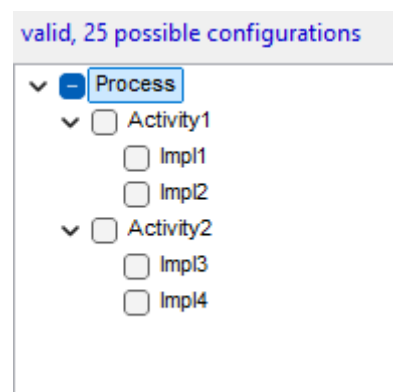 valid, 25 possible configurations
Process
Activity1
Impl1
Impl2
Activity2
Impl3
Impl4